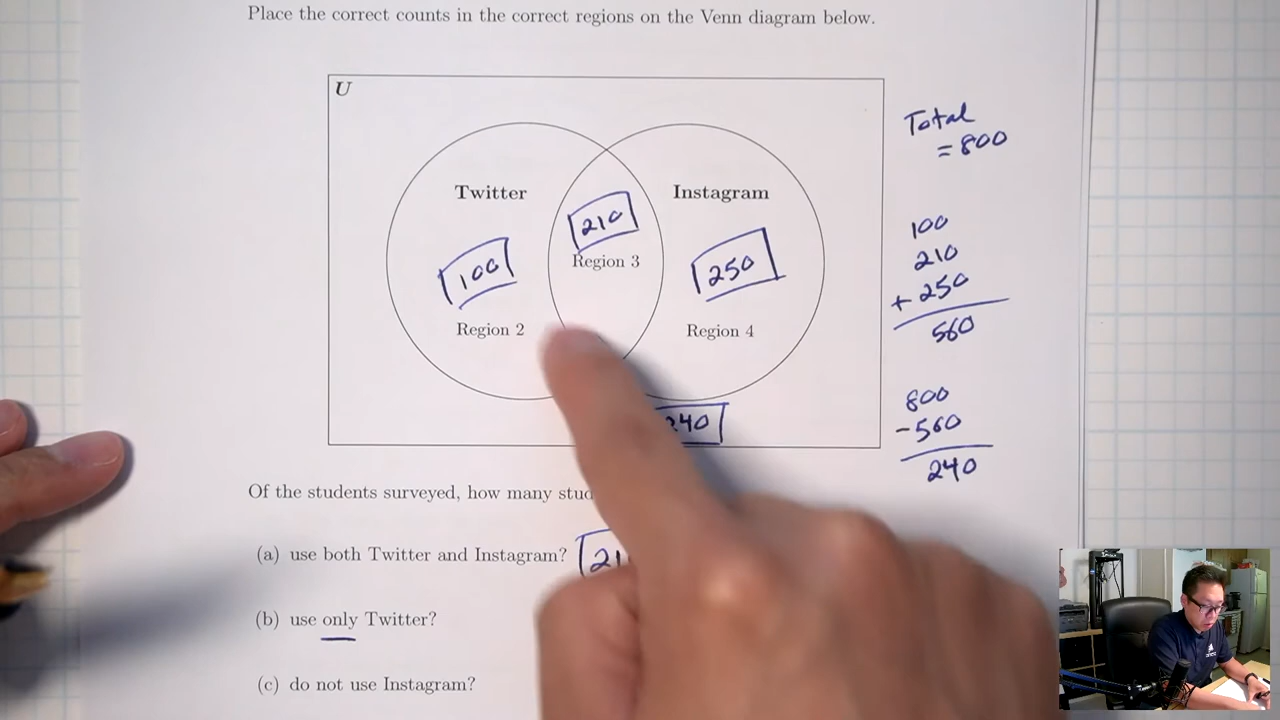 Place the correct counts in the correct regions on the Venn diagram below.
U
Total
= 800
Twitter
Instagram
210
100
Region 3
250
100
210
+ 250
560
Region 2
Region 4
800
- 560
240
240
Of the students surveyed, how many
(a) use both Twitter and Instagram?
(b) use only Twitter?
(c) do not use Instagram?